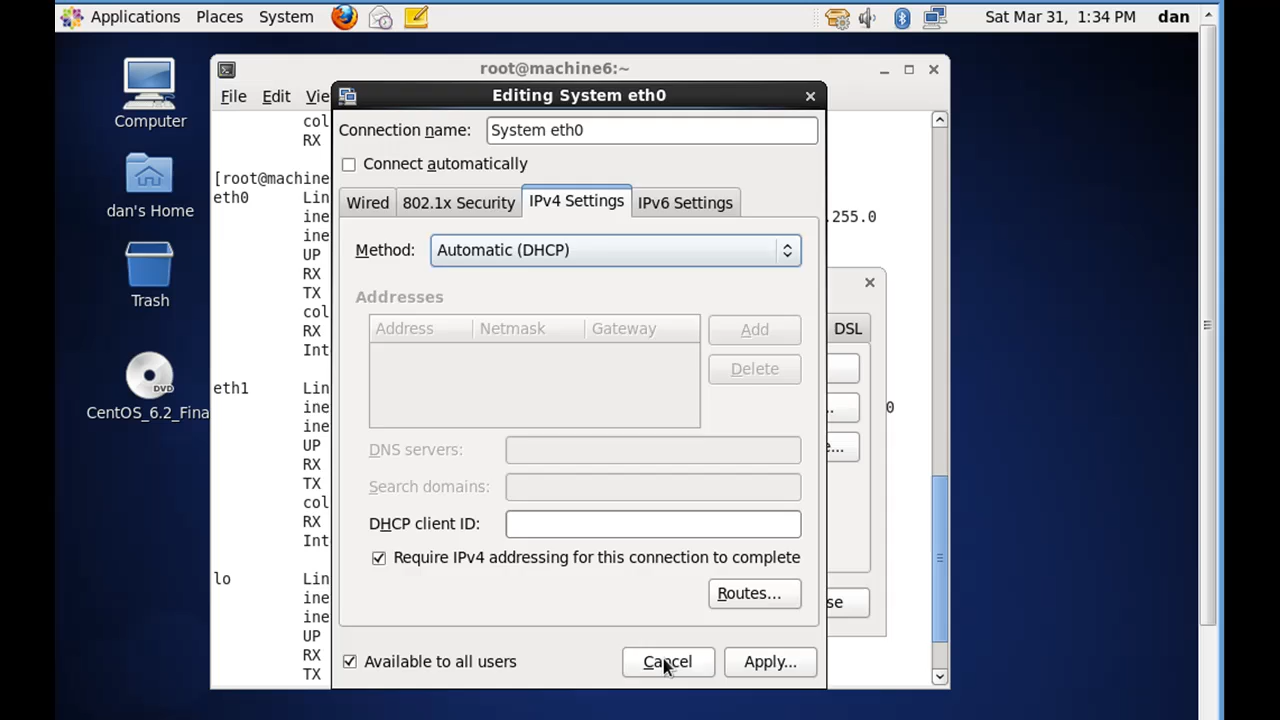 Applications Places System Sat Mar 31, 1:34 PM dan
Computer
dan's Home
Trash
CentOS_6.2_Fina
root@machine6:~
File Edit Vie
Editing System eth0
Connection name: System eth0
Connect automatically
Wired 802.1x Security IPv4 Settings IPv6 Settings
Method: Automatic (DHCP)
Addresses
Address Netmask Gateway
Add
Delete
DNS servers:
Search domains:
DHCP client ID:
Require IPv4 addressing for this connection to complete
Routes...
Available to all users Cancel Apply...
col
RX
[root@machine
eth0 Lin
ine .255.0
ine
UP
RX
TX
col
RX
Int
eth1 Lin
ine 0
ine
UP
RX
TX
col
RX
Int
lo Lin
ine
ine
UP
RX
TX
DSL
..
e...
se
DVD